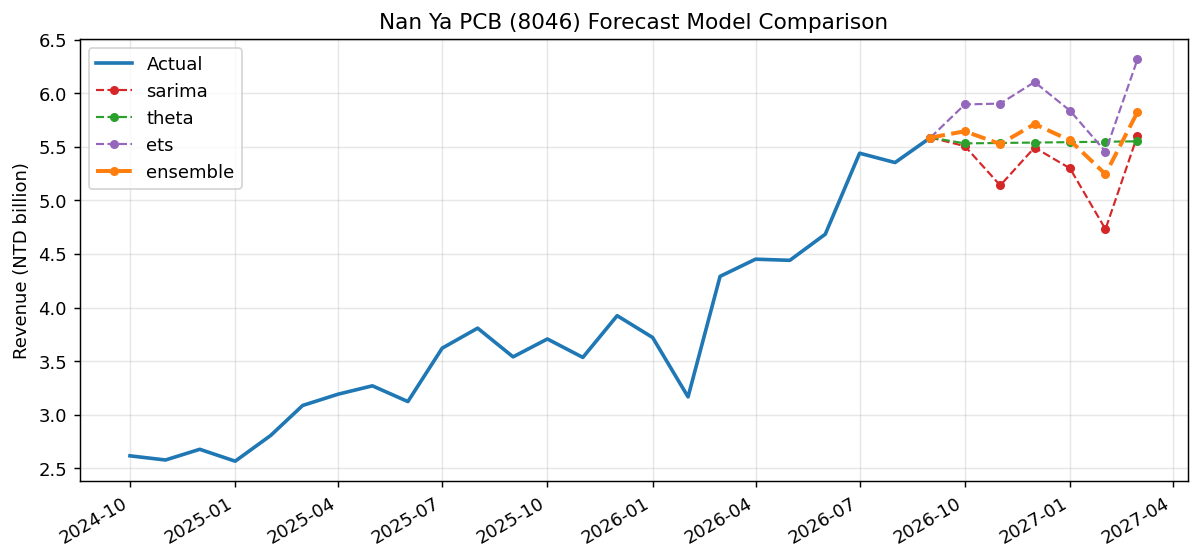 Nan Ya PCB (8046) Forecast Model Comparison
Revenue (NTD billion)
6.5
6.0
5.5
5.0
4.5
4.0
3.5
3.0
2.5
Actual
sarima
theta
ets
ensemble
2024-10
2025-01
2025-04
2025-07
2025-10
2026-01
2026-04
2026-07
2026-10
2027-01
2027-04